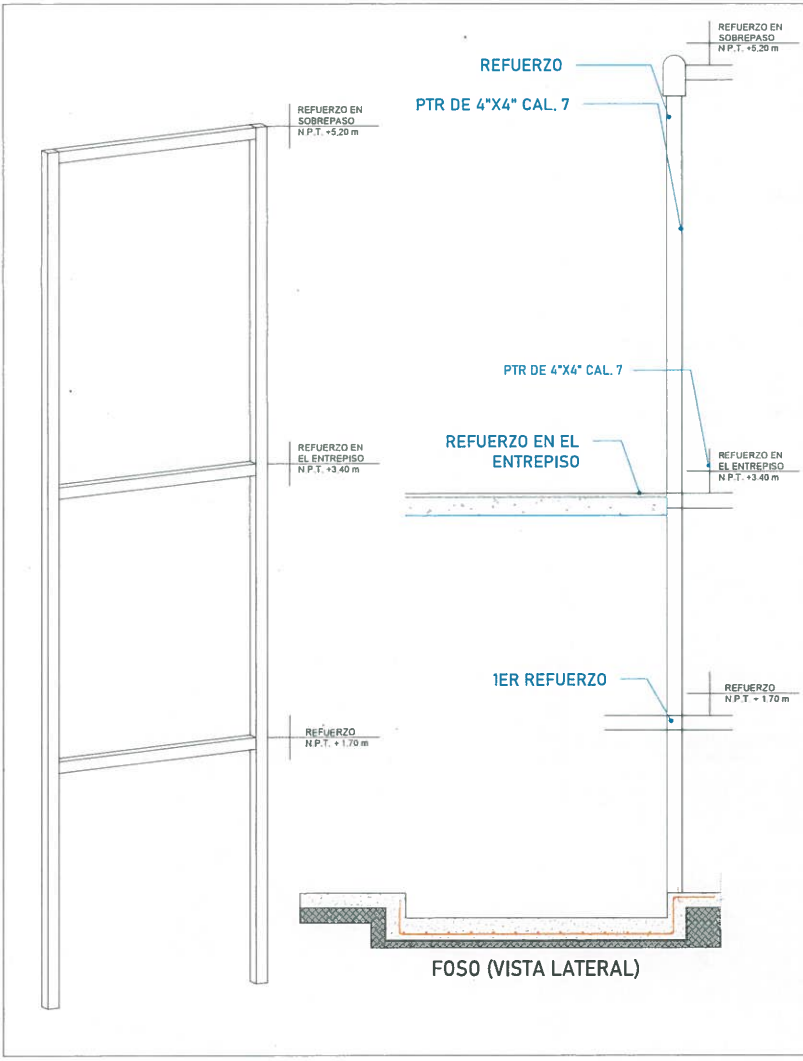 REFUERZO EN
SOBREPASO
N.P.T. +5,20 m
REFUERZO EN
EL ENTREPISO
N.P.T. +3.40 m
REFUERZO
N.P.T. + 1.70 m
REFUERZO
PTR DE 4"X4" CAL. 7
REFUERZO EN
SOBREPASO
N.P.T. +5,20 m
PTR DE 4"X4" CAL. 7
REFUERZO EN EL
ENTREPISO
REFUERZO EN
EL ENTREPISO
N.P.T. +3.40 m
1ER REFUERZO
REFUERZO
N.P.T. + 1.70 m
FOSO (VISTA LATERAL)